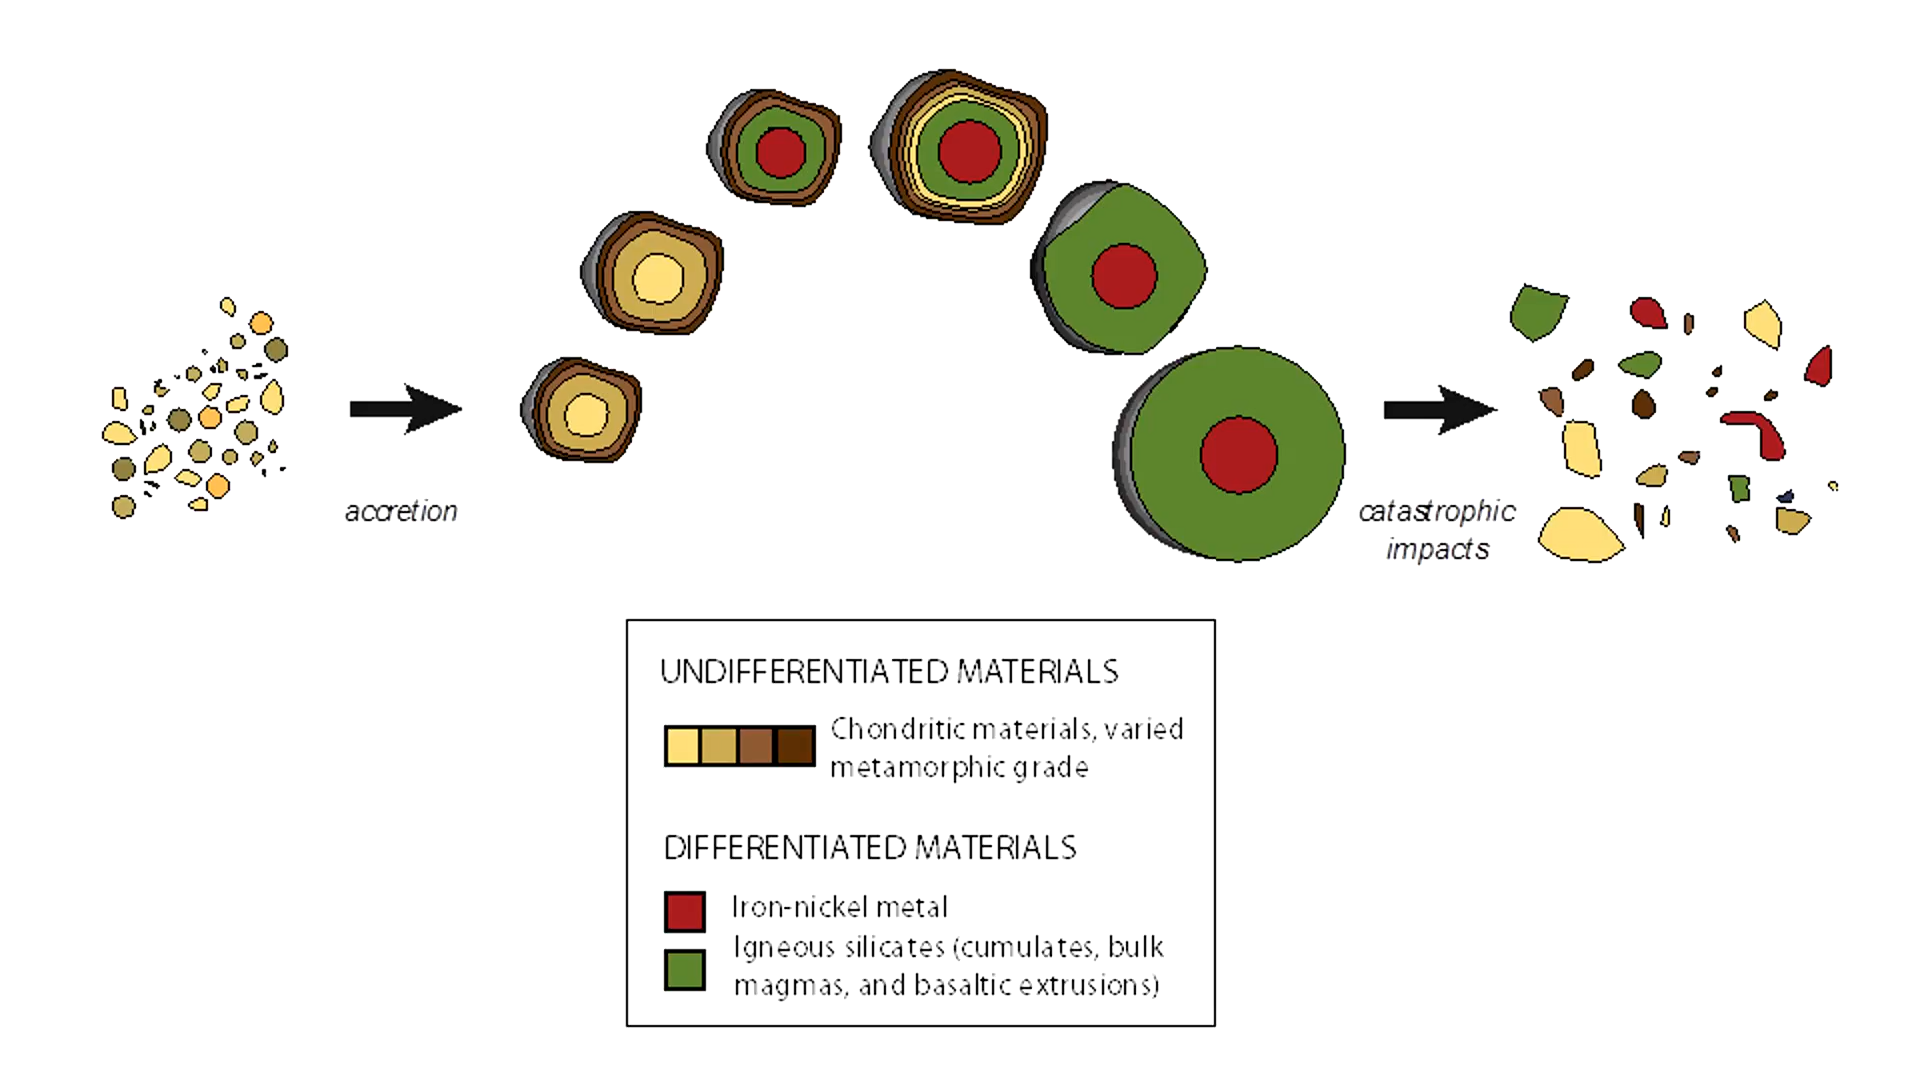 accretion
catastrophic
impacts
UNDIFFERENTIATED MATERIALS
Chondritic materials, varied
metamorphic grade
DIFFERENTIATED MATERIALS
Iron-nickel metal
Igneous silicates (cumulates, bulk
magmas, and basaltic extrusions)